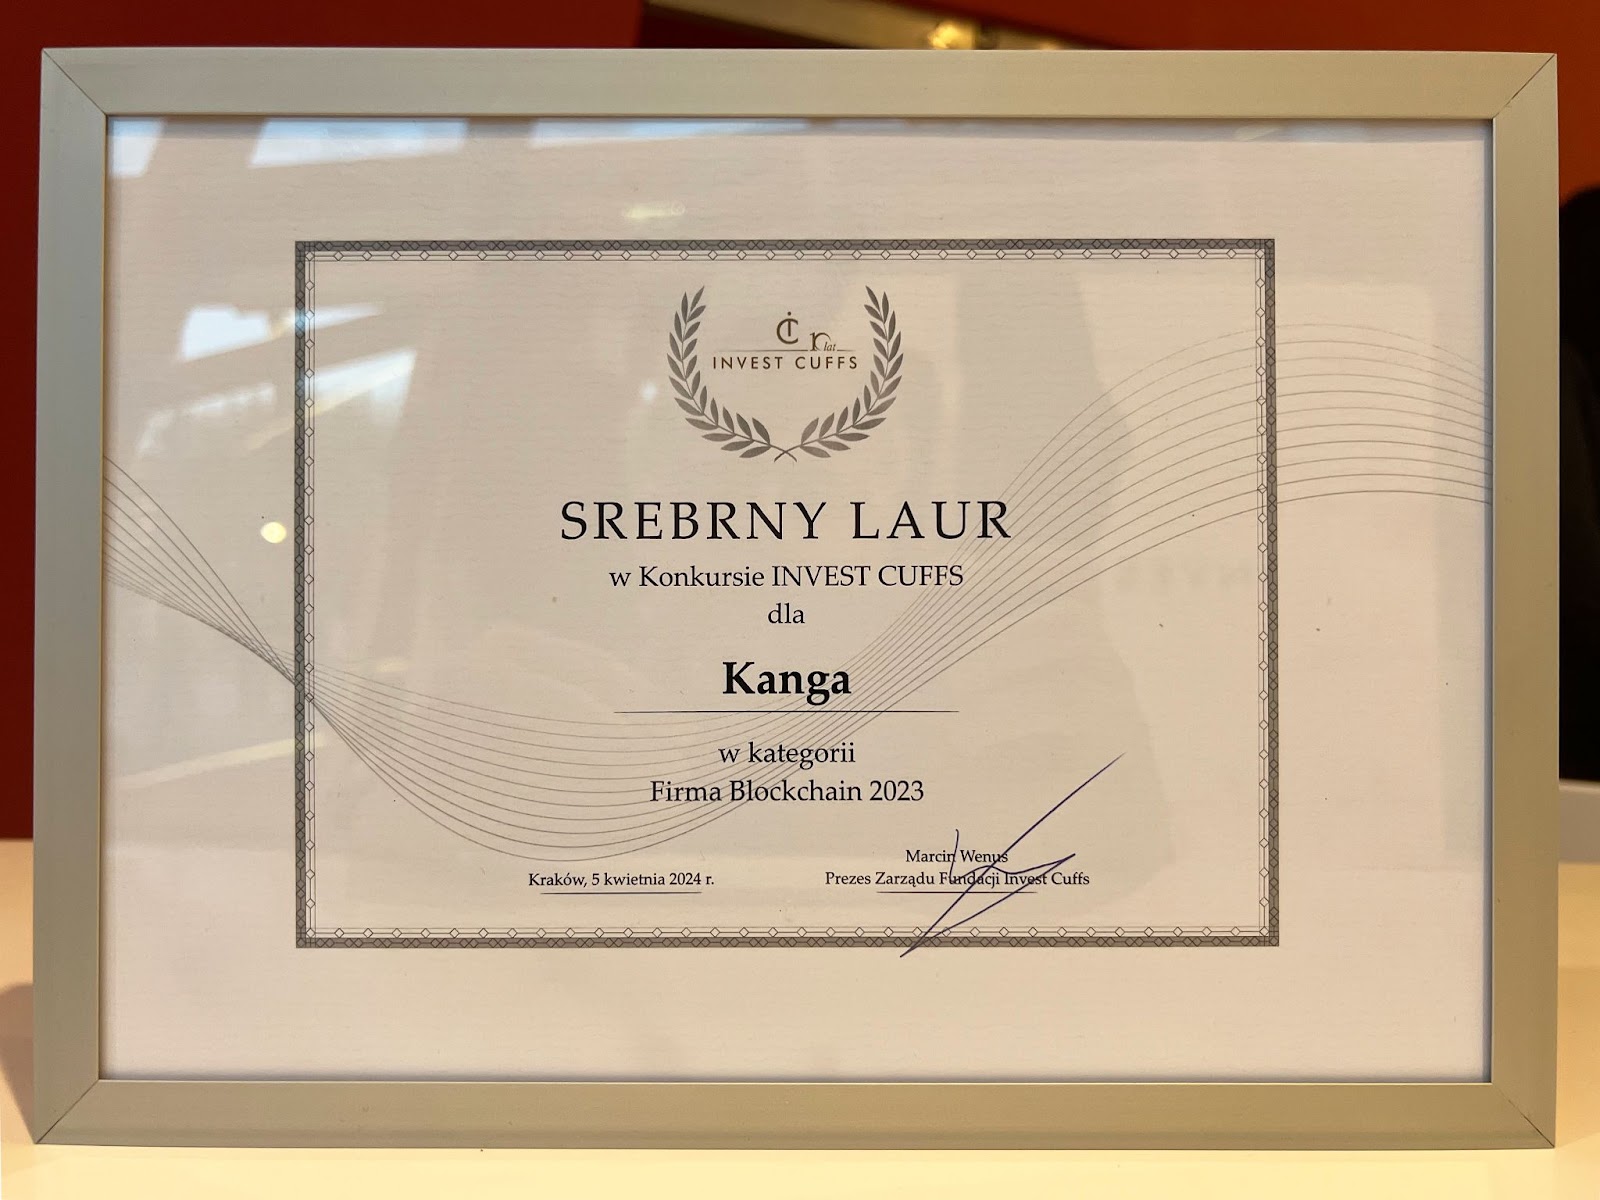 lat
INVEST CUFFS
SREBRNY LAUR
w Konkursie INVEST CUFFS
dla
Kanga
w kategorii
Firma Blockchain 2023
Marcin Wenus
Kraków, 5 kwietnia 2024 r.
Prezes Zarządu Fundacji Invest Cuffs